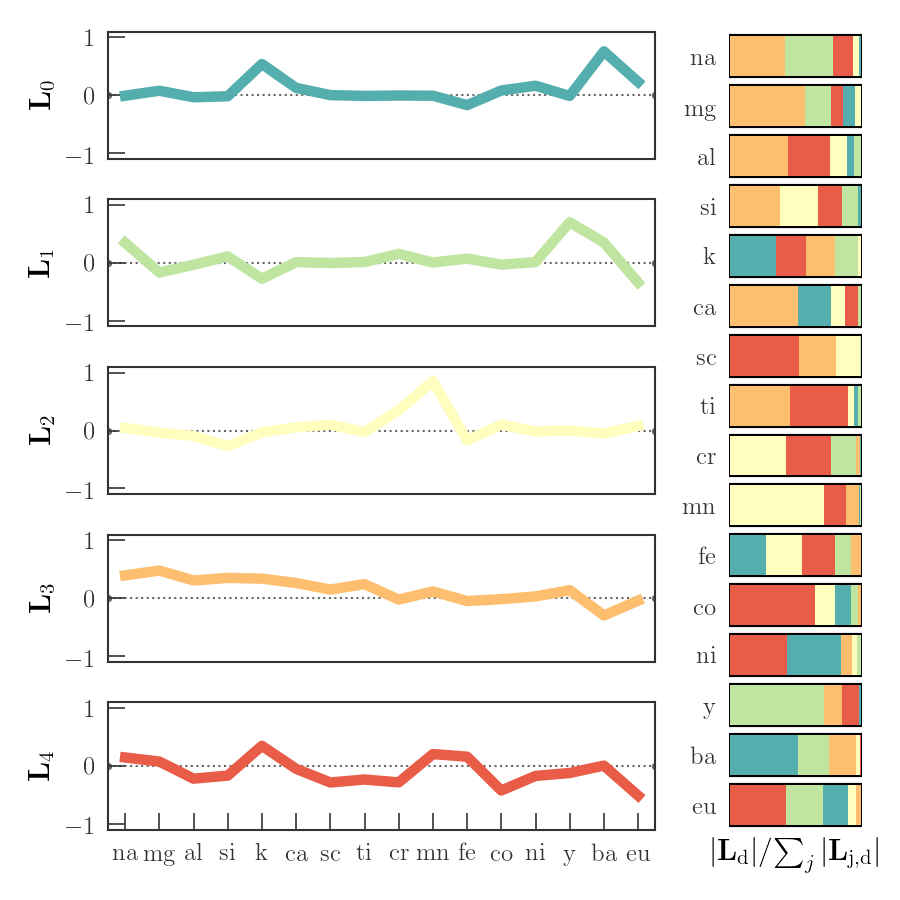 L0
1
0
−1
L1
1
0
−1
L2
1
0
−1
L3
1
0
−1
L4
1
0
−1
na mg al si k ca sc ti cr mn fe co ni y ba eu
na
mg
al
si
k
ca
sc
ti
cr
mn
fe
co
ni
y
ba
eu
|Ld|/∑j |Lj,d|